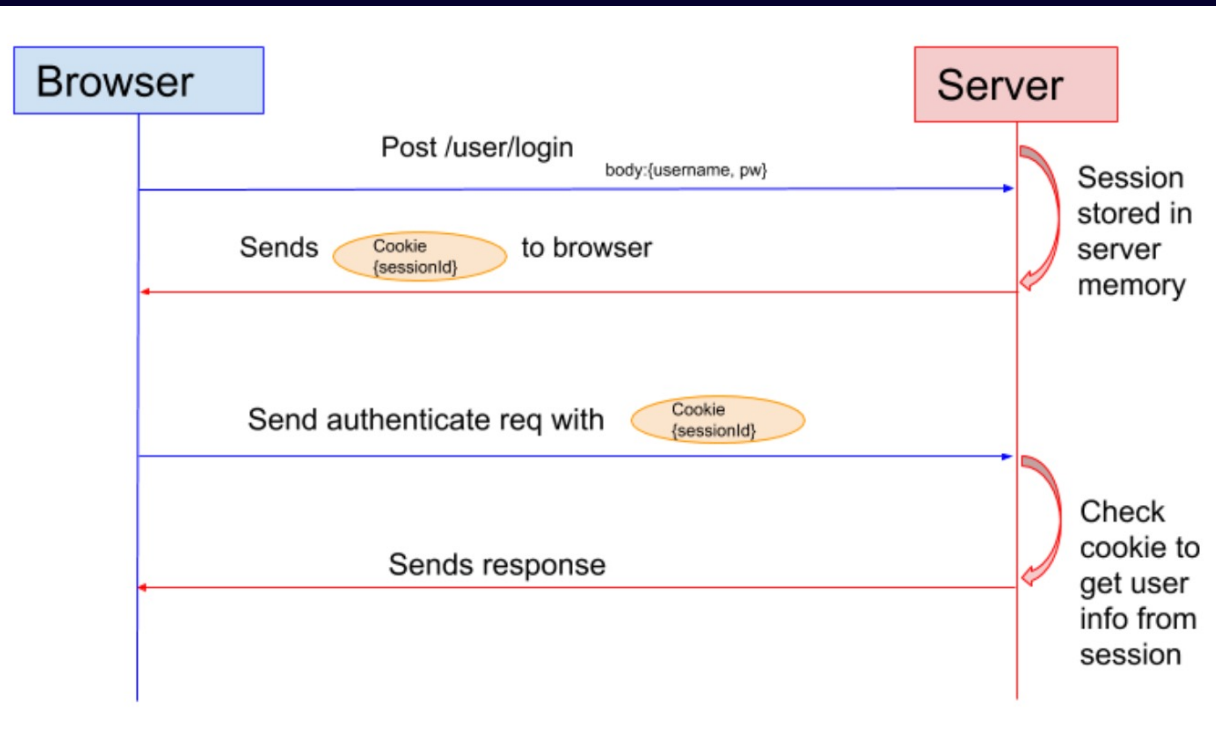 Browser
Server
Post /user/login
body:{username, pw}
Session
stored in
server
memory
Sends
Cookie
{sessionId}
to browser
Send authenticate req with
Cookie
{sessionId}
Check
cookie to
get user
info from
session
Sends response